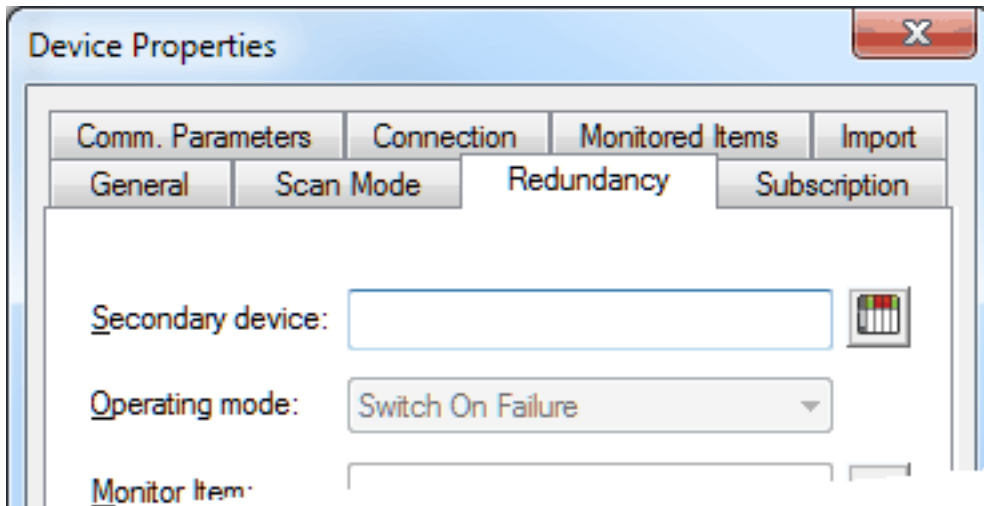 Device Properties
Comm. Parameters Connection Monitored Items Import
General Scan Mode Redundancy Subscription
Secondary device:
Operating mode: Switch On Failure
Monitor Item: